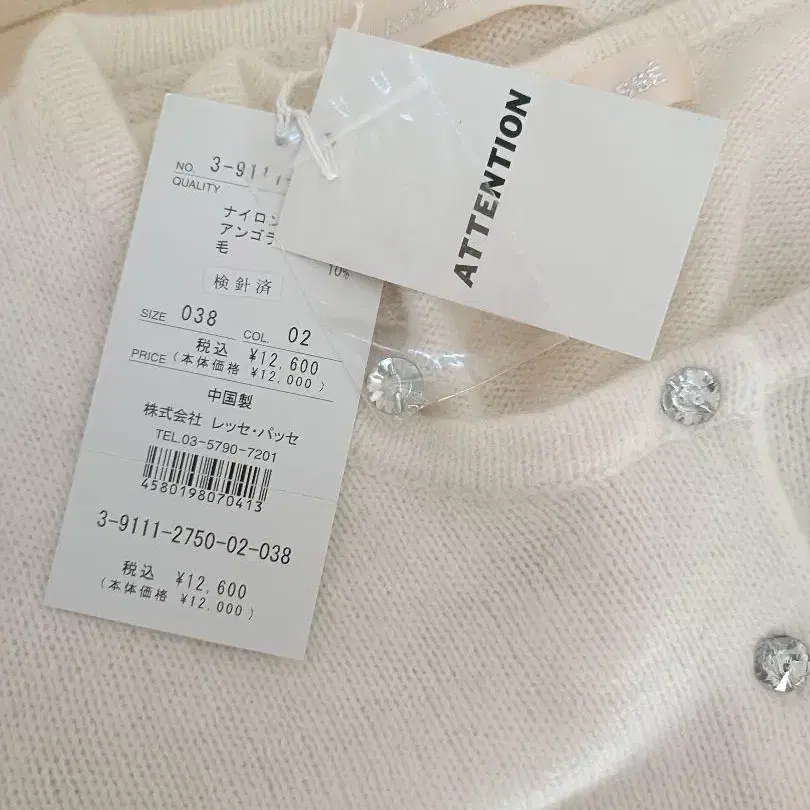 ATTENTION
NO. 3-9111-
QUALITY
ナイロン
アンゴラ
毛
10%
検針済
SIZE 038 COL. 02
税込 ¥12,600
PRICE (本体価格 ¥12,000)
中国製
株式会社 レッセ・パッセ
TEL.03-5790-7201
4580198070413
3-9111-2750-02-038
税込 ¥12,600
(本体価格 ¥12,000)